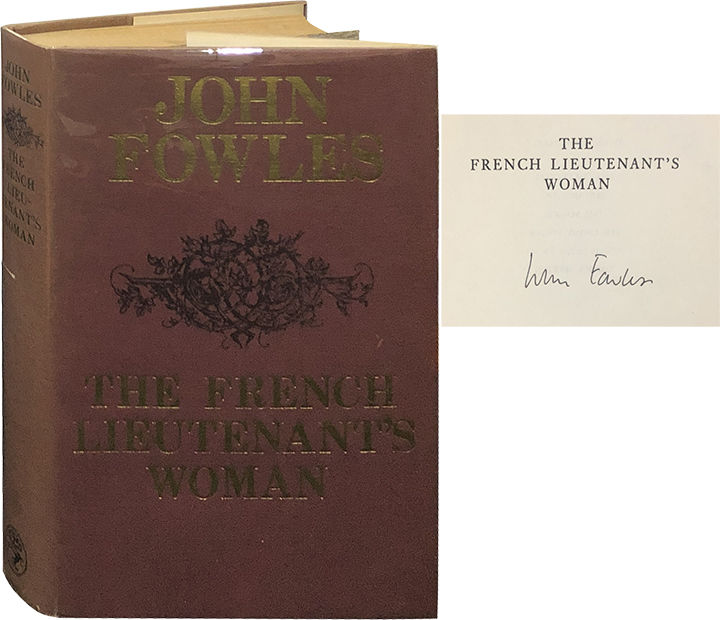 JOHN
FOWLES
THE
FRENCH
LIEU-
TENANT'S
WOMAN
JOHN
FOWLES
THE FRENCH
LIEUTENANT'S
WOMAN
THE
FRENCH LIEUTENANT'S
WOMAN
John Fowles